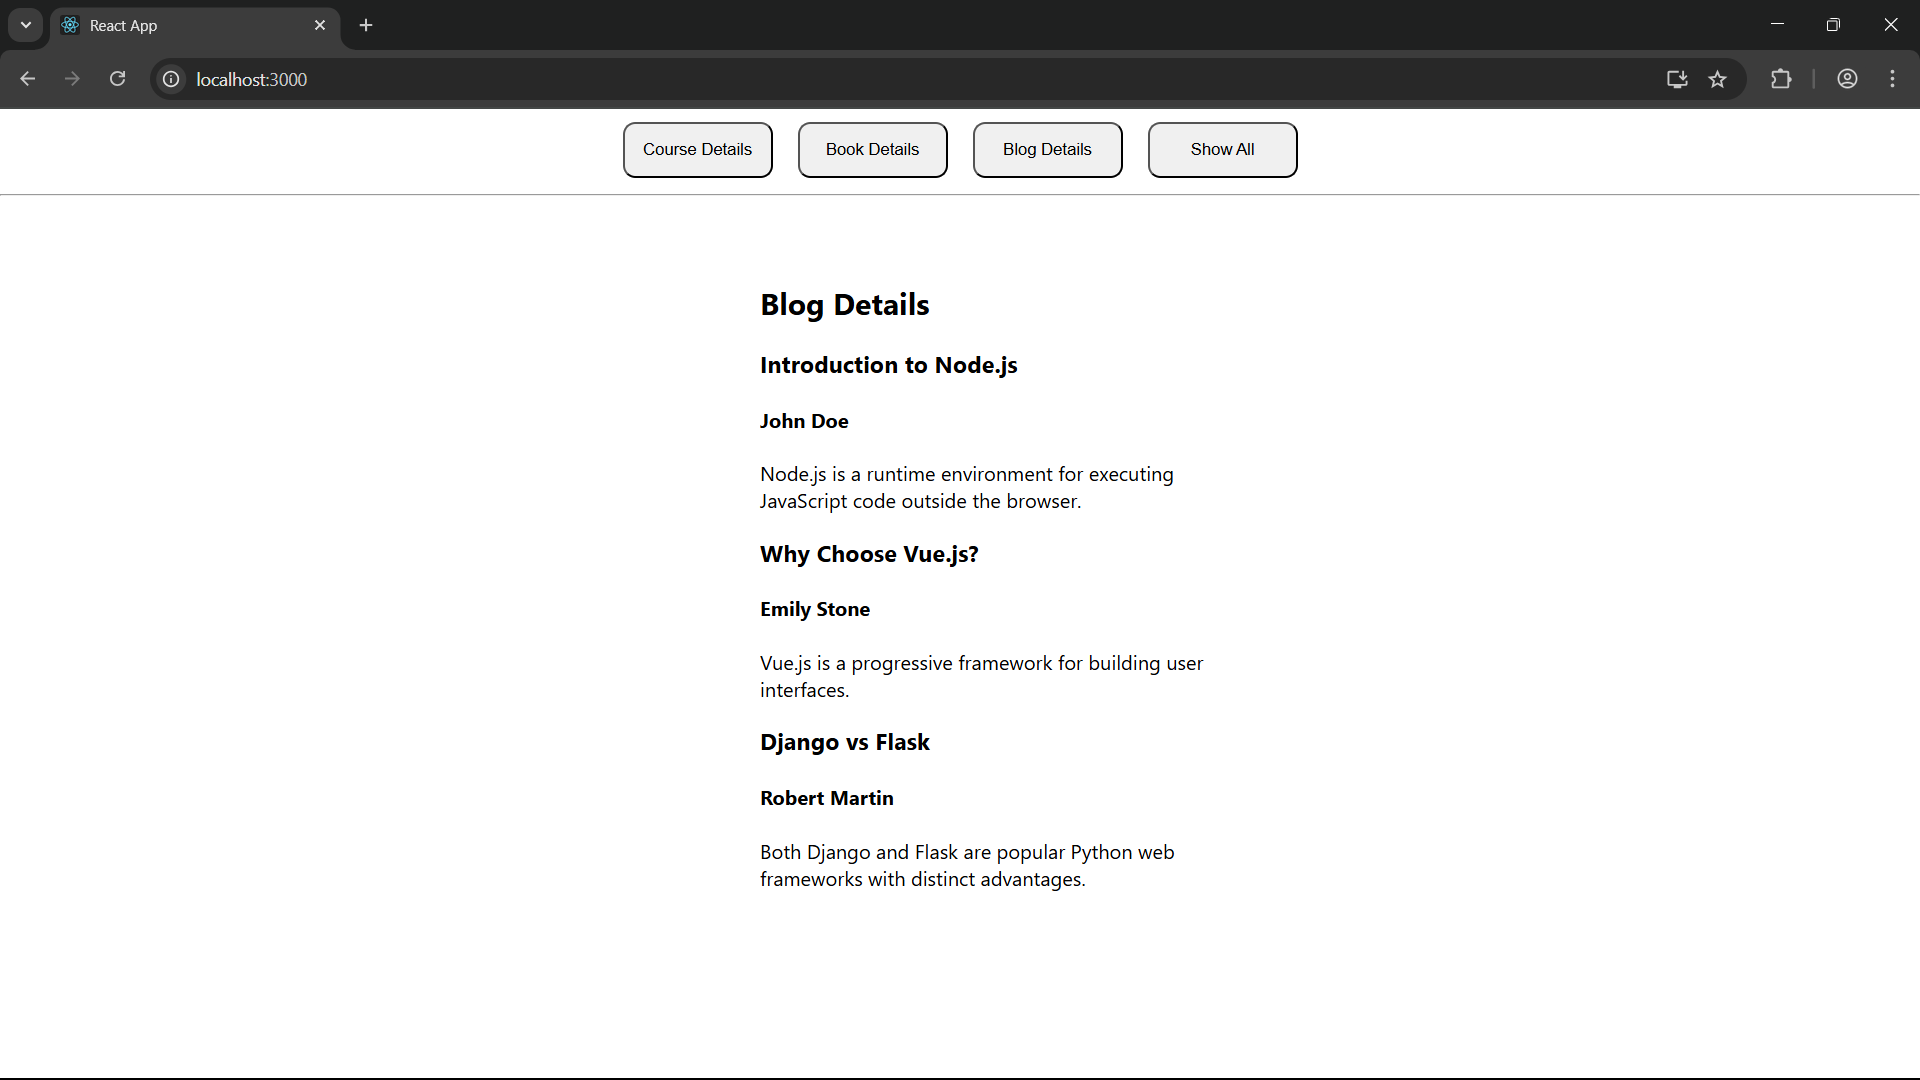 React App
localhost:3000
Course Details
Book Details
Blog Details
Show All
Blog Details
Introduction to Node.js
John Doe
Node.js is a runtime environment for executing
JavaScript code outside the browser.
Why Choose Vue.js?
Emily Stone
Vue.js is a progressive framework for building user
interfaces.
Django vs Flask
Robert Martin
Both Django and Flask are popular Python web
frameworks with distinct advantages.